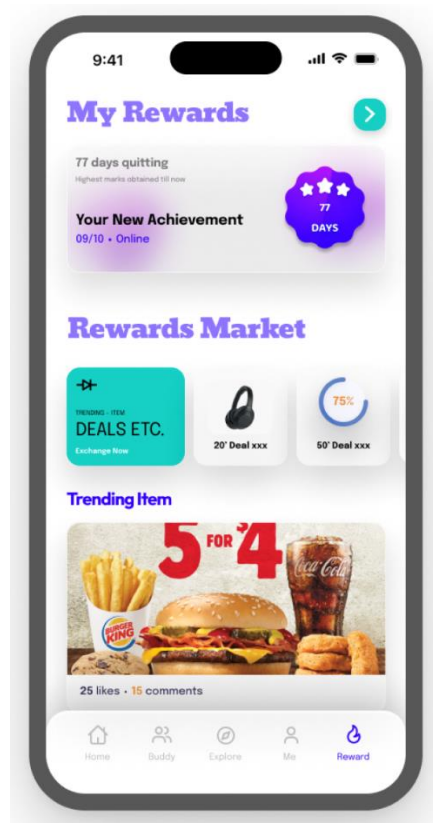 9:41
My Rewards
77 days quitting
Highest marks obtained till now
Your New Achievement
09/10 • Online
77
DAYS
Rewards Market
TRENDING - ITEM
DEALS ETC.
Exchange Now
20' Deal xxx
75%
50' Deal xxx
Trending Item
5 FOR $4
BURGER
KING
Coca-Cola
25 likes • 15 comments
Home
Buddy
Explore
Me
Reward